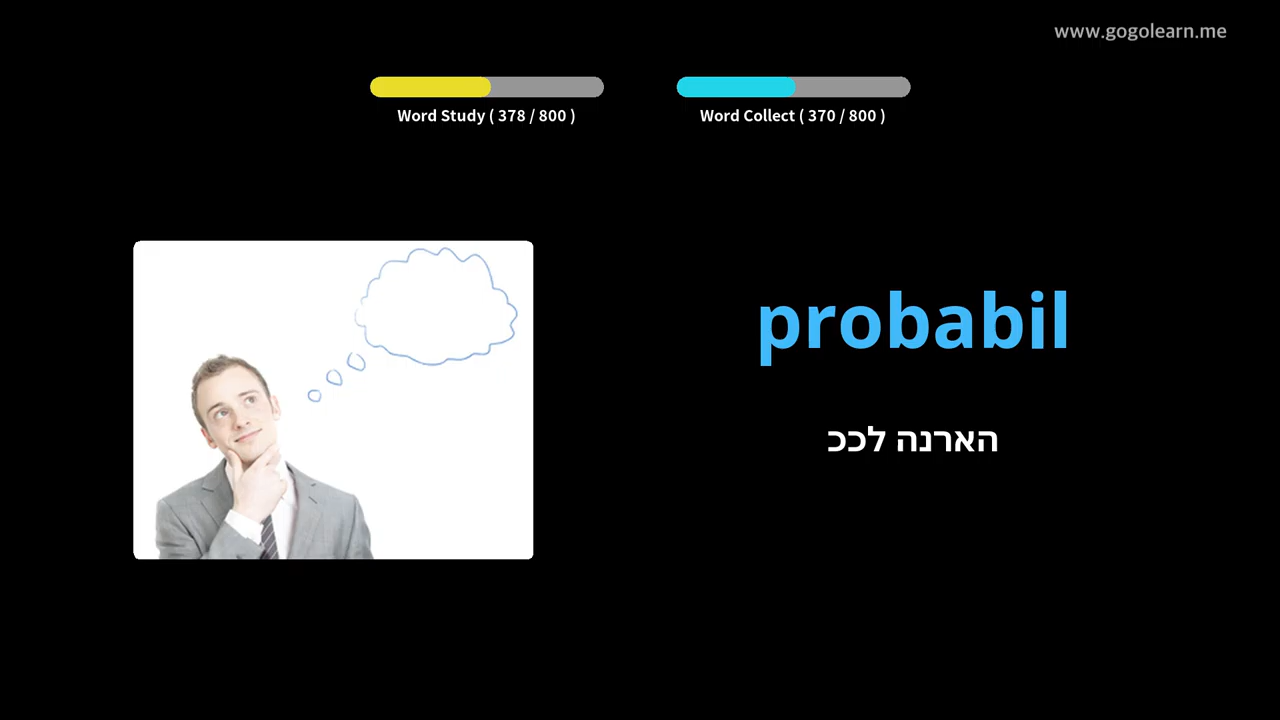 www.gogolearn.me
Word Study ( 378 / 800 )
Word Collect ( 370 / 800 )
probabil
הארנה לככ